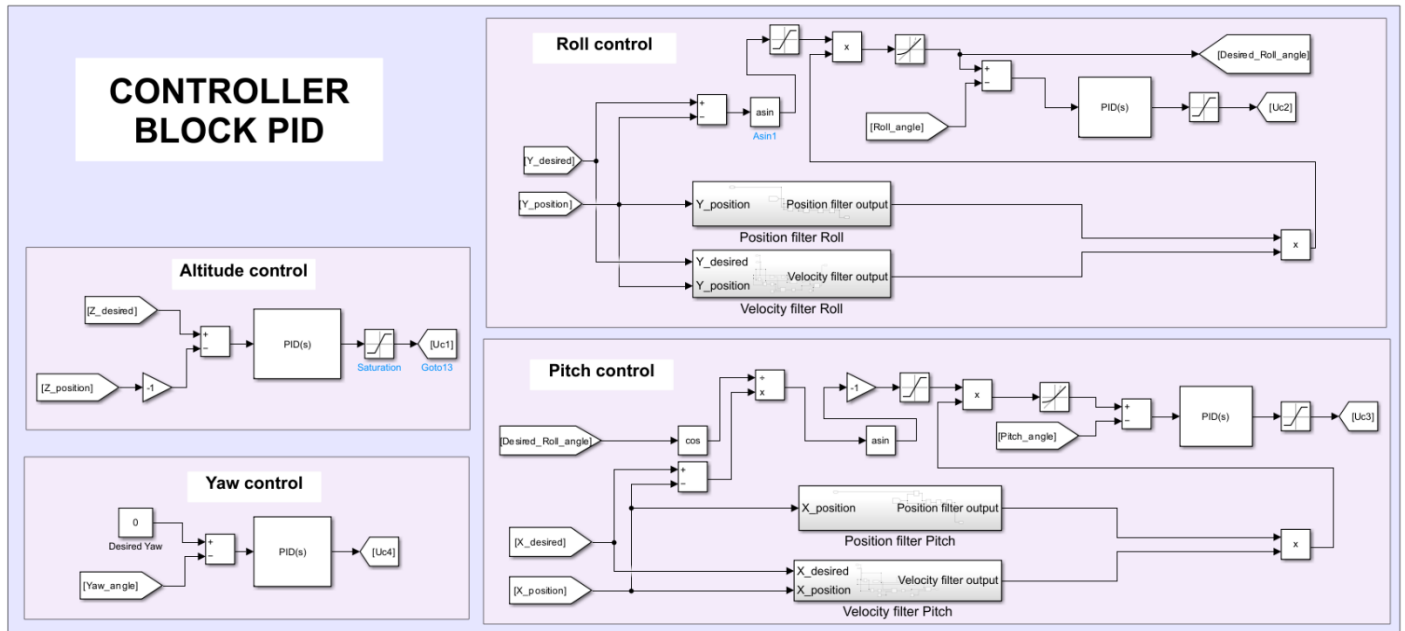 CONTROLLER
BLOCK PID
Roll control
[Y_desired]
[Y_position]
+
−
asin
Asin1
x
[Desired_Roll_angle]
[Roll_angle]
+
−
PID(s)
[Uc2]
Y_position
Position filter output
Position filter Roll
Y_desired
Y_position
Velocity filter output
Velocity filter Roll
x
Altitude control
[Z_desired]
[Z_position]
-1
+
−
PID(s)
Saturation
[Uc1]
Goto13
Yaw control
0
Desired Yaw
[Yaw_angle]
+
−
PID(s)
[Uc4]
Pitch control
[Desired_Roll_angle]
cos
+
−
÷
x
asin
-1
x
[Pitch_angle]
+
−
PID(s)
[Uc3]
[X_desired]
[X_position]
X_position
Position filter output
Position filter Pitch
X_desired
X_position
Velocity filter output
Velocity filter Pitch
x